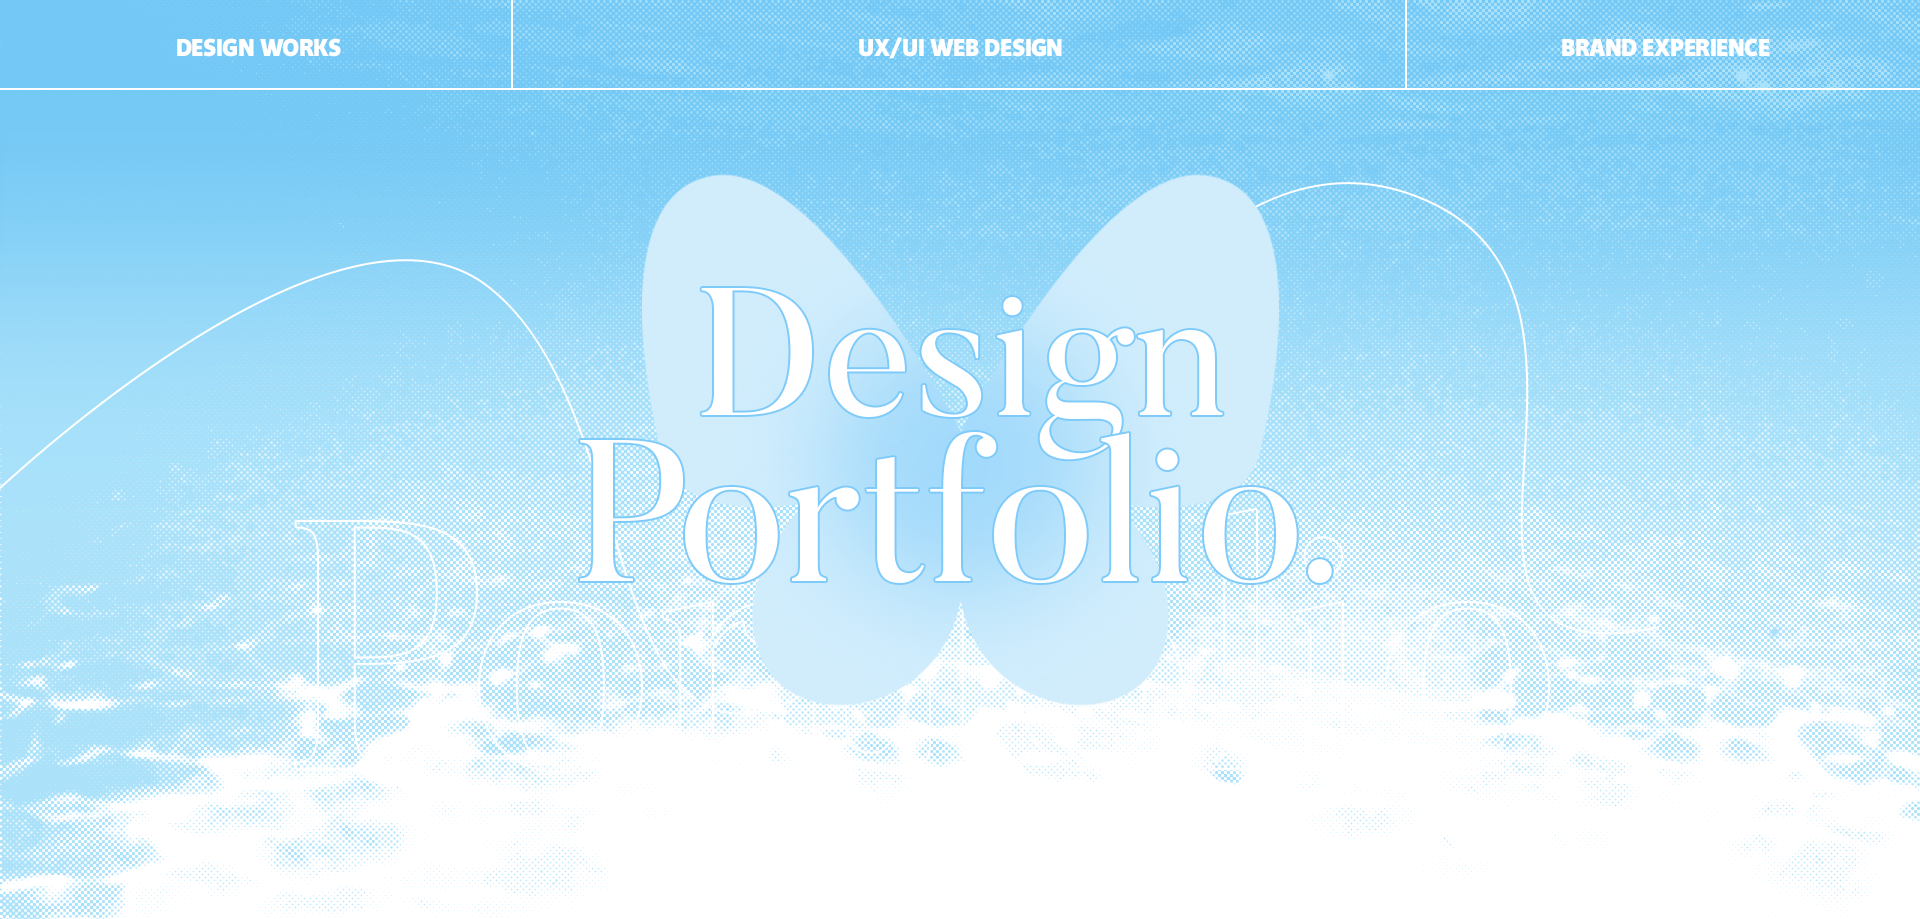 DESIGN WORKS
UX/UI WEB DESIGN
BRAND EXPERIENCE
Design
Portfolio.